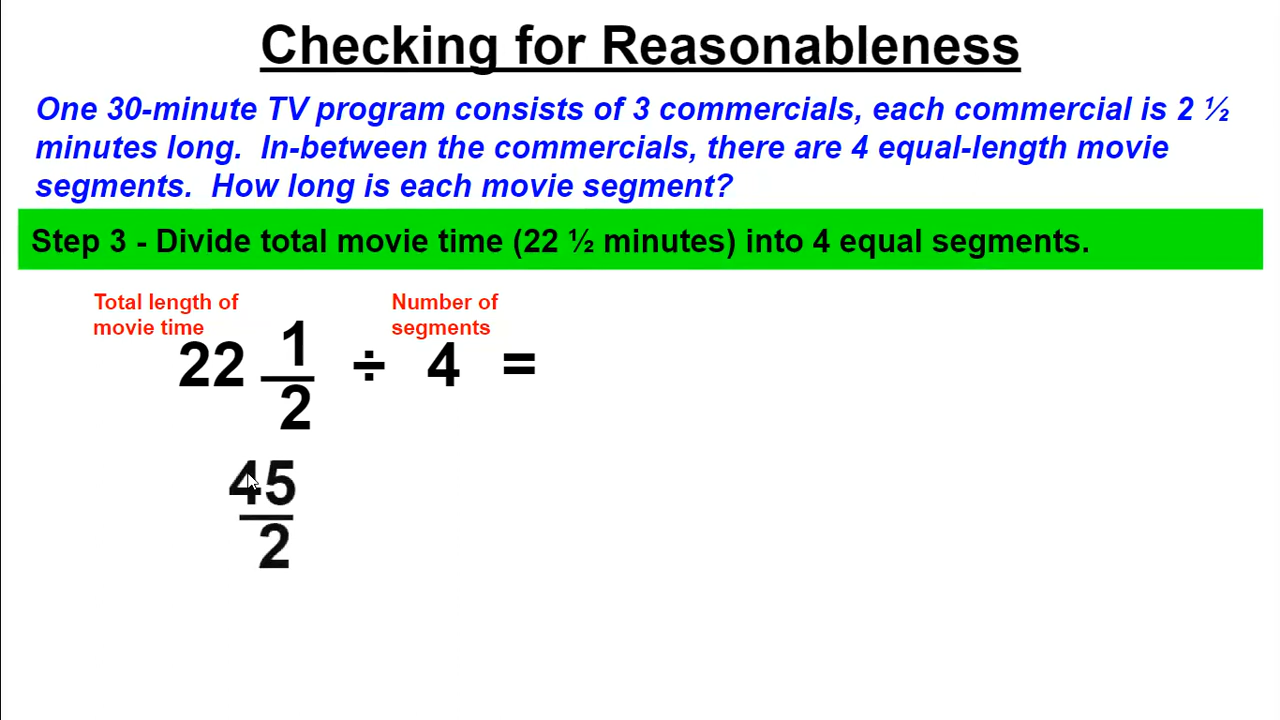 Checking for Reasonableness
One 30-minute TV program consists of 3 commercials, each commercial is 2 ½
minutes long.  In-between the commercials, there are 4 equal-length movie
segments.  How long is each movie segment?
Step 3 - Divide total movie time (22 ½ minutes) into 4 equal segments.
Total length of
movie time
Number of
segments
22 1/2 ÷ 4 =
45/2